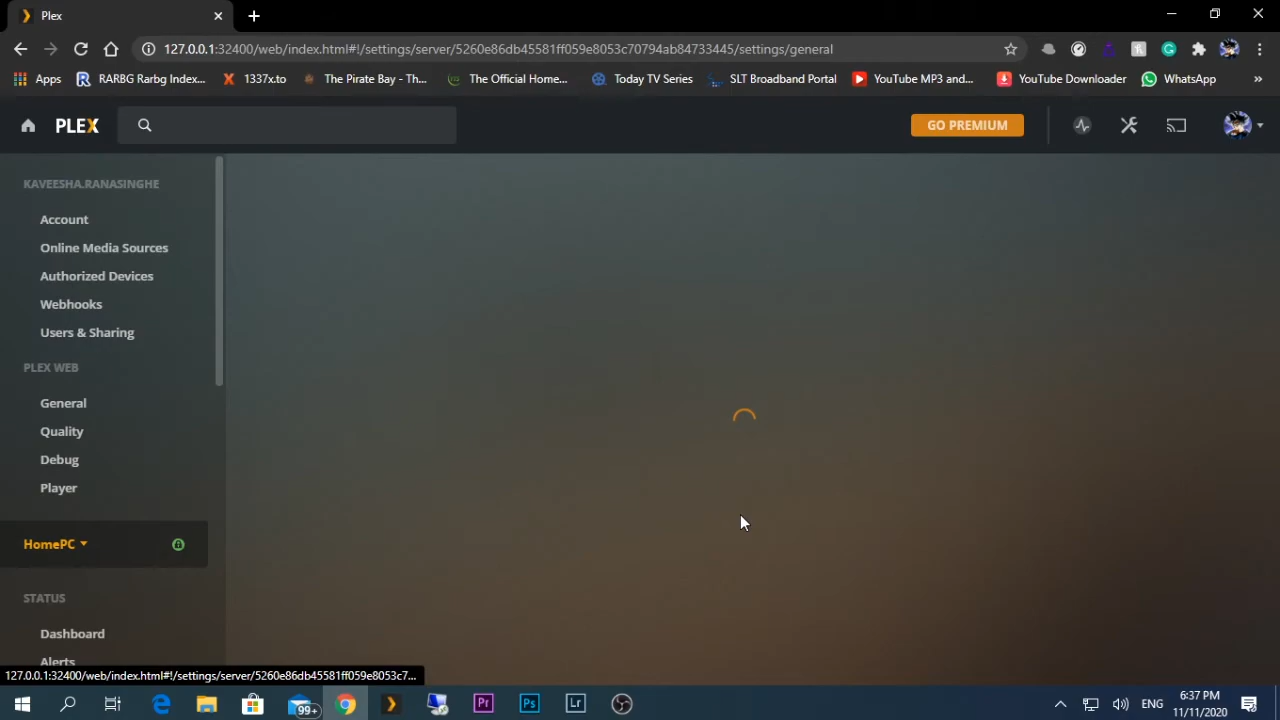 Plex
127.0.0.1:32400/web/index.html#!/settings/server/5260e86db45581ff059e8053c70794ab84733445/settings/general
Apps RARBG Rarbg Index... 1337x.to The Pirate Bay - Th... The Official Home... Today TV Series SLT Broadband Portal YouTube MP3 and... YouTube Downloader WhatsApp »
PLEX GO PREMIUM
KAVEESHA.RANASINGHE
Account
Online Media Sources
Authorized Devices
Webhooks
Users & Sharing
PLEX WEB
General
Quality
Debug
Player
HomePC
STATUS
Dashboard
Alerts
127.0.0.1:32400/web/index.html#!/settings/server/5260e86db45581ff059e8053c7...
99+ Pr Ps Lr ENG 6:37 PM
11/11/2020